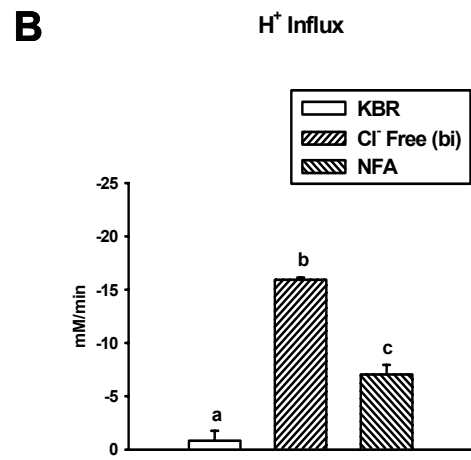 B
H⁺ Influx
KBR
Cl⁻ Free (bi)
NFA
-25
-20
-15
-10
-5
0
mM/min
a
b
c